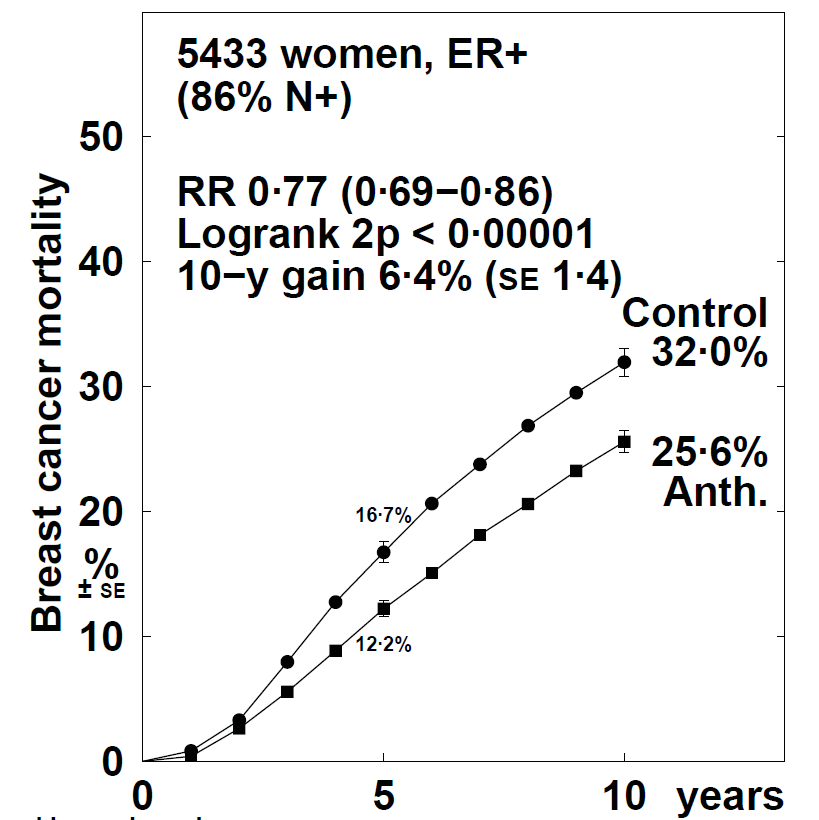 5433 women, ER+
(86% N+)
50
RR 0·77 (0·69−0·86)
Logrank 2p < 0·00001
40
10−y gain 6·4% (SE 1·4)
Control
32·0%
Breast cancer mortality
30
25·6%
Anth.
20
16·7%
%
± SE
12·2%
10
0
0
5
10
years